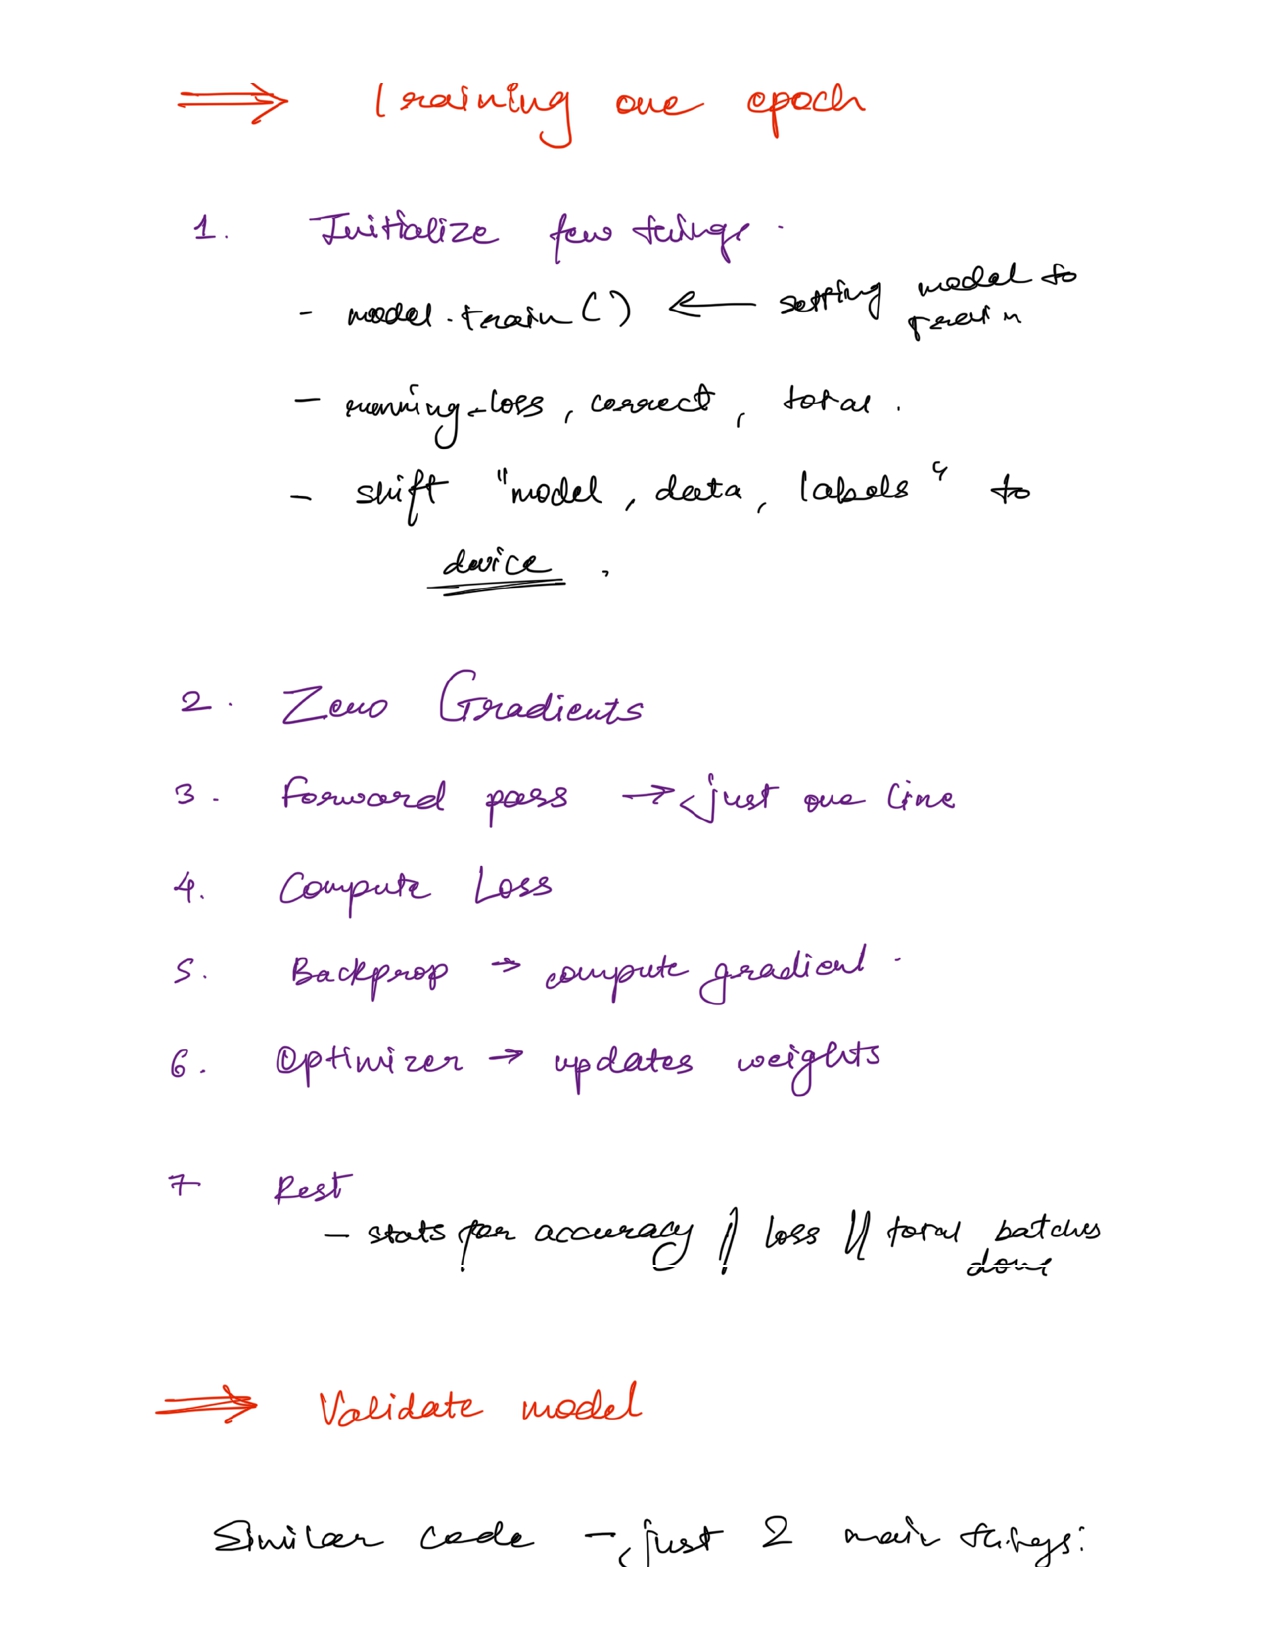 ⇒ Training one epoch
1. Initialize few things.
- model.train() ← setting model to train
- running_loss, correct, total.
- shift "model, data, labels" to
device.
2. Zero Gradients
3. Forward pass → just one line
4. Compute Loss
5. Backprop → compute gradient.
6. Optimizer → updates weights
7 Rest
- stats for accuracy // loss // total batches done
⇒ Validate model
Similar code - just 2 main things: